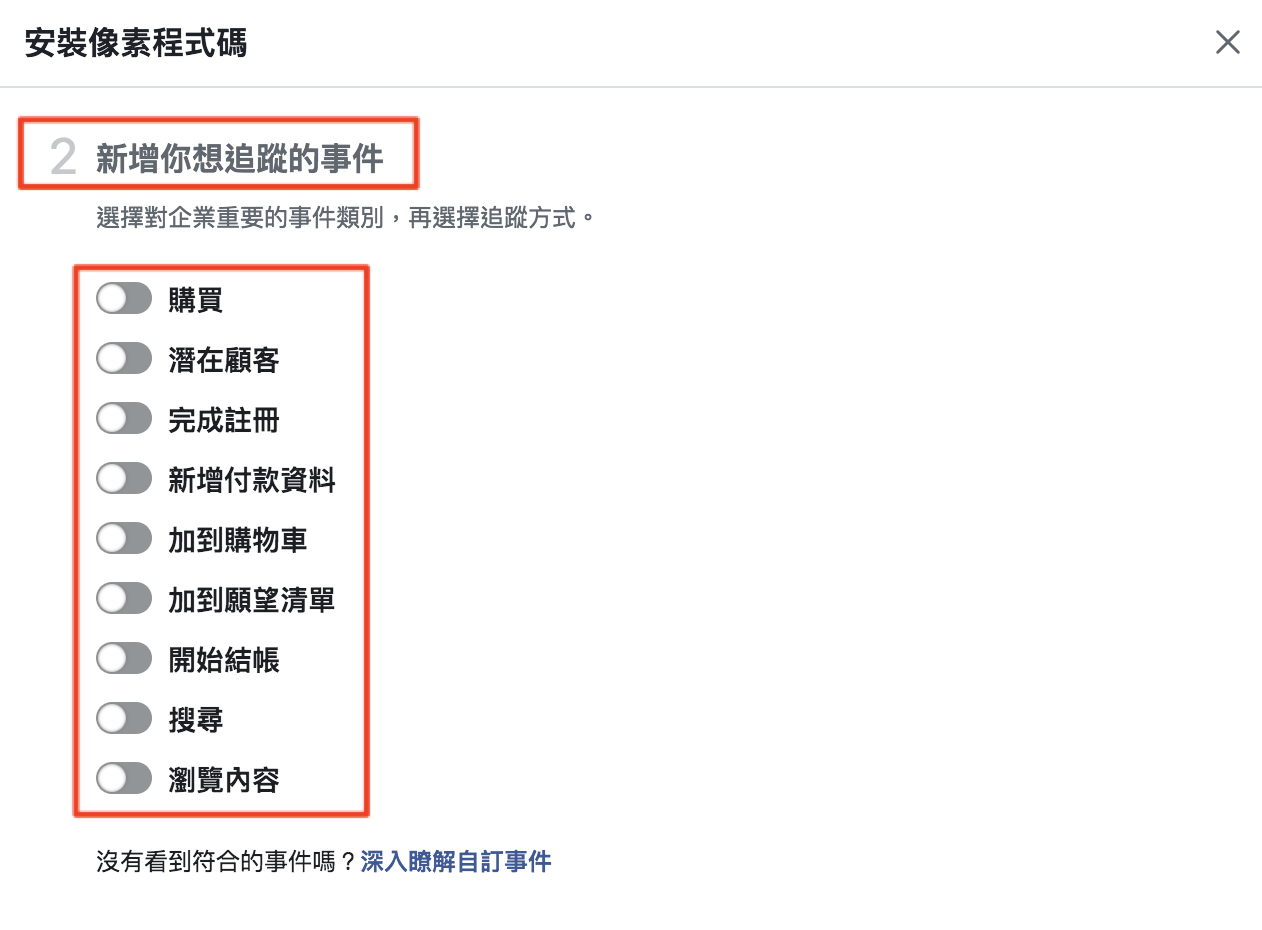 安裝像素程式碼
2 新增你想追蹤的事件
選擇對企業重要的事件類別，再選擇追蹤方式。
購買
潛在顧客
完成註冊
新增付款資料
加到購物車
加到願望清單
開始結帳
搜尋
瀏覽內容
沒有看到符合的事件嗎？深入瞭解自訂事件